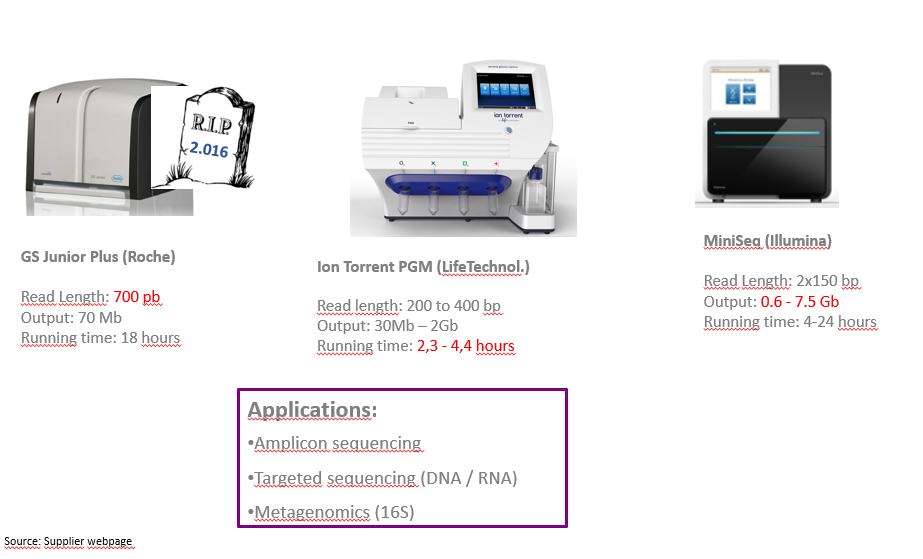 R.I.P.
2.016
ion torrent
GS Junior Plus (Roche)
Read Length: 700 pb
Output: 70 Mb
Running time: 18 hours
Ion Torrent PGM (LifeTechnol.)
Read length: 200 to 400 bp
Output: 30Mb – 2Gb
Running time: 2,3 - 4,4 hours
MiniSeq (Illumina)
Read Length: 2x150 bp
Output: 0.6 - 7.5 Gb
Running time: 4-24 hours
Applications:
•Amplicon sequencing
•Targeted sequencing (DNA / RNA)
•Metagenomics (16S)
Source: Supplier webpage